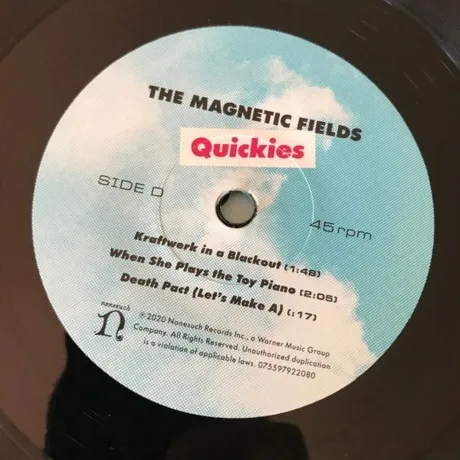 THE MAGNETIC FIELDS
Quickies
SIDE D
45 rpm
Kraftwerk in a Blackout (1:48)
When She Plays the Toy Piano (2:05)
Death Pact (Let's Make A) (:17)
nonesuch
℗ 2020 Nonesuch Records Inc., a Warner Music Group
Company. All Rights Reserved. Unauthorized duplication
is a violation of applicable laws. 075597922080